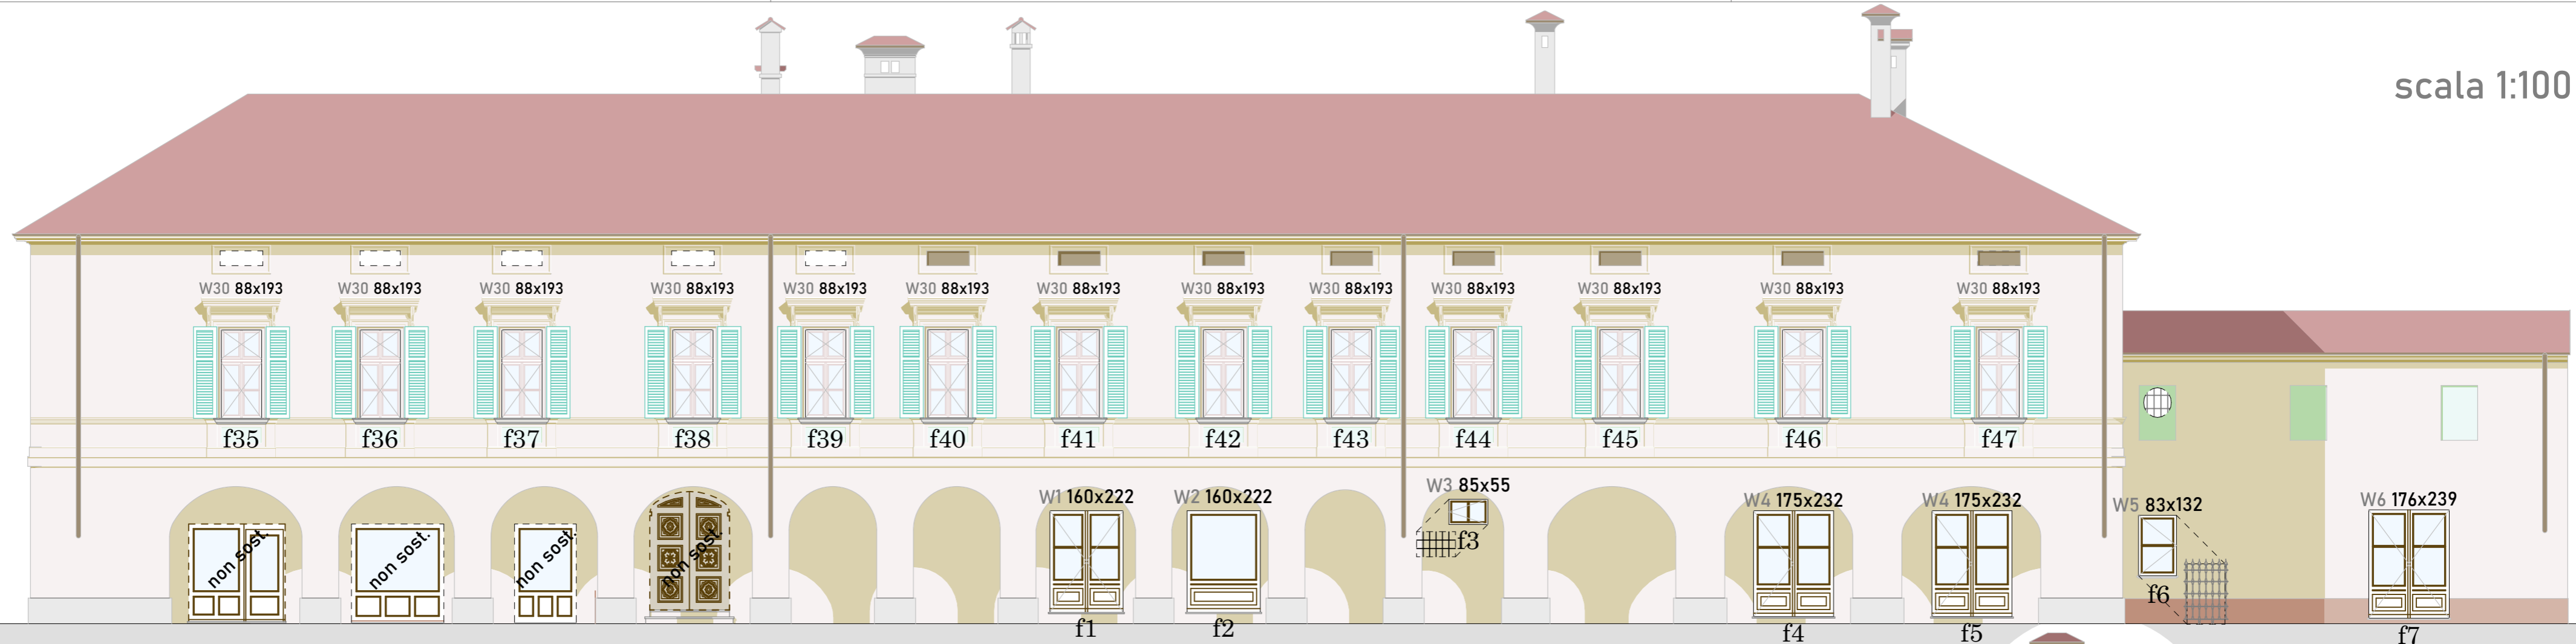 scala 1:100
W30 88x193
W30 88x193
W30 88x193
W30 88x193
W30 88x193
W30 88x193
W30 88x193
W30 88x193
W30 88x193
W30 88x193
W30 88x193
W30 88x193
W30 88x193
f35
f36
f37
f38
f39
f40
f41
f42
f43
f44
f45
f46
f47
non sost.
non sost.
non sost.
non sost.
W1 160x222
W2 160x222
W3 85x55
W4 175x232
W4 175x232
W5 83x132
W6 176x239
f3
f6
f1
f2
f4
f5
f7